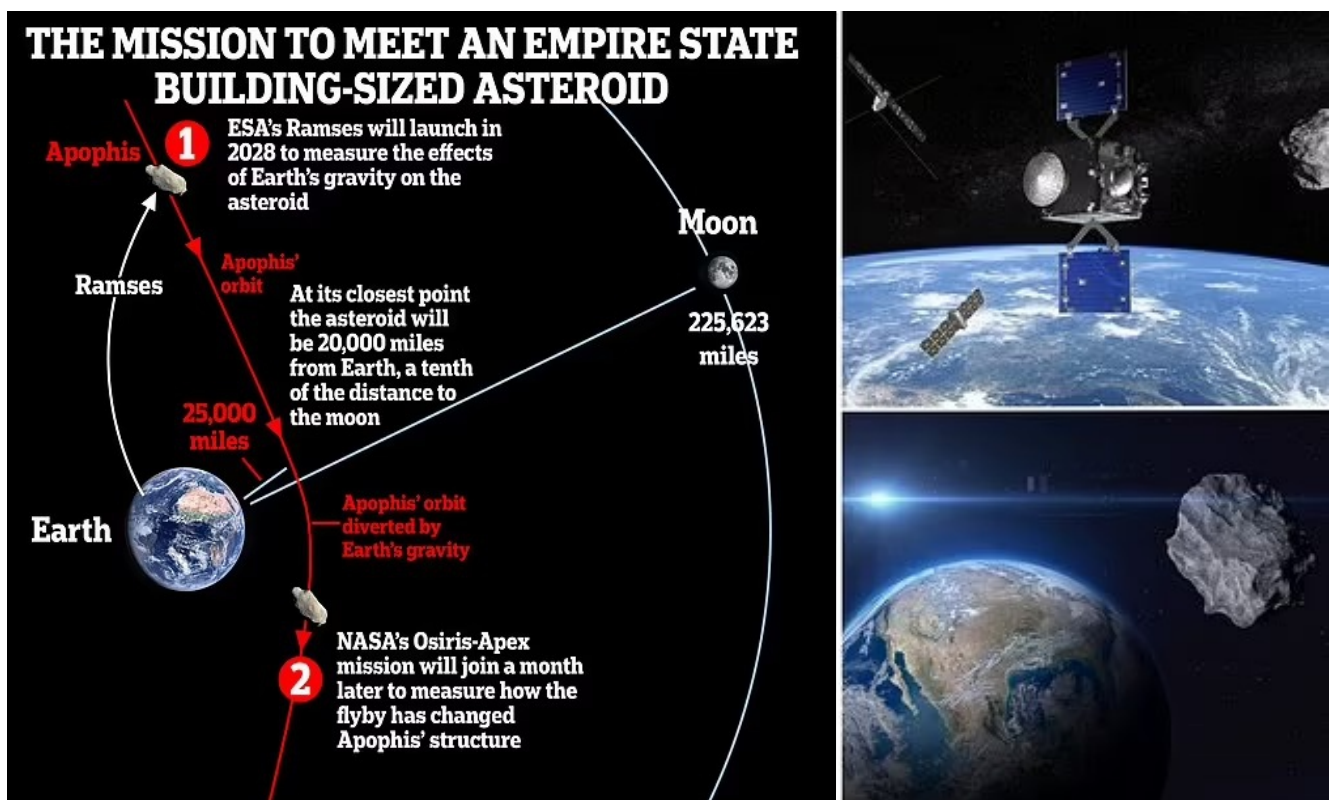 THE MISSION TO MEET AN EMPIRE STATE
BUILDING-SIZED ASTEROID
Apophis
1
ESA's Ramses will launch in
2028 to measure the effects
of Earth's gravity on the
asteroid
Moon
Ramses
Apophis'
orbit
At its closest point
the asteroid will
be 20,000 miles
from Earth, a tenth
of the distance to
the moon
225,623
miles
25,000
miles
Earth
Apophis' orbit
diverted by
Earth's gravity
2
NASA's Osiris-Apex
mission will join a month
later to measure how the
flyby has changed
Apophis' structure